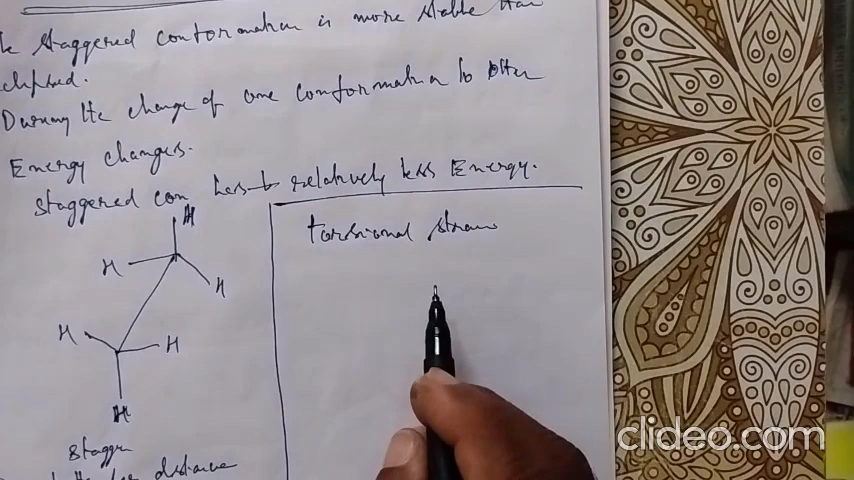 Staggered conformation is more stable than
During the change of one conformation to other
Energy changes.
staggered con has relatively less Energy.
torsional strain
H
H
H
H
H
H
stagger
distance
clideo.com